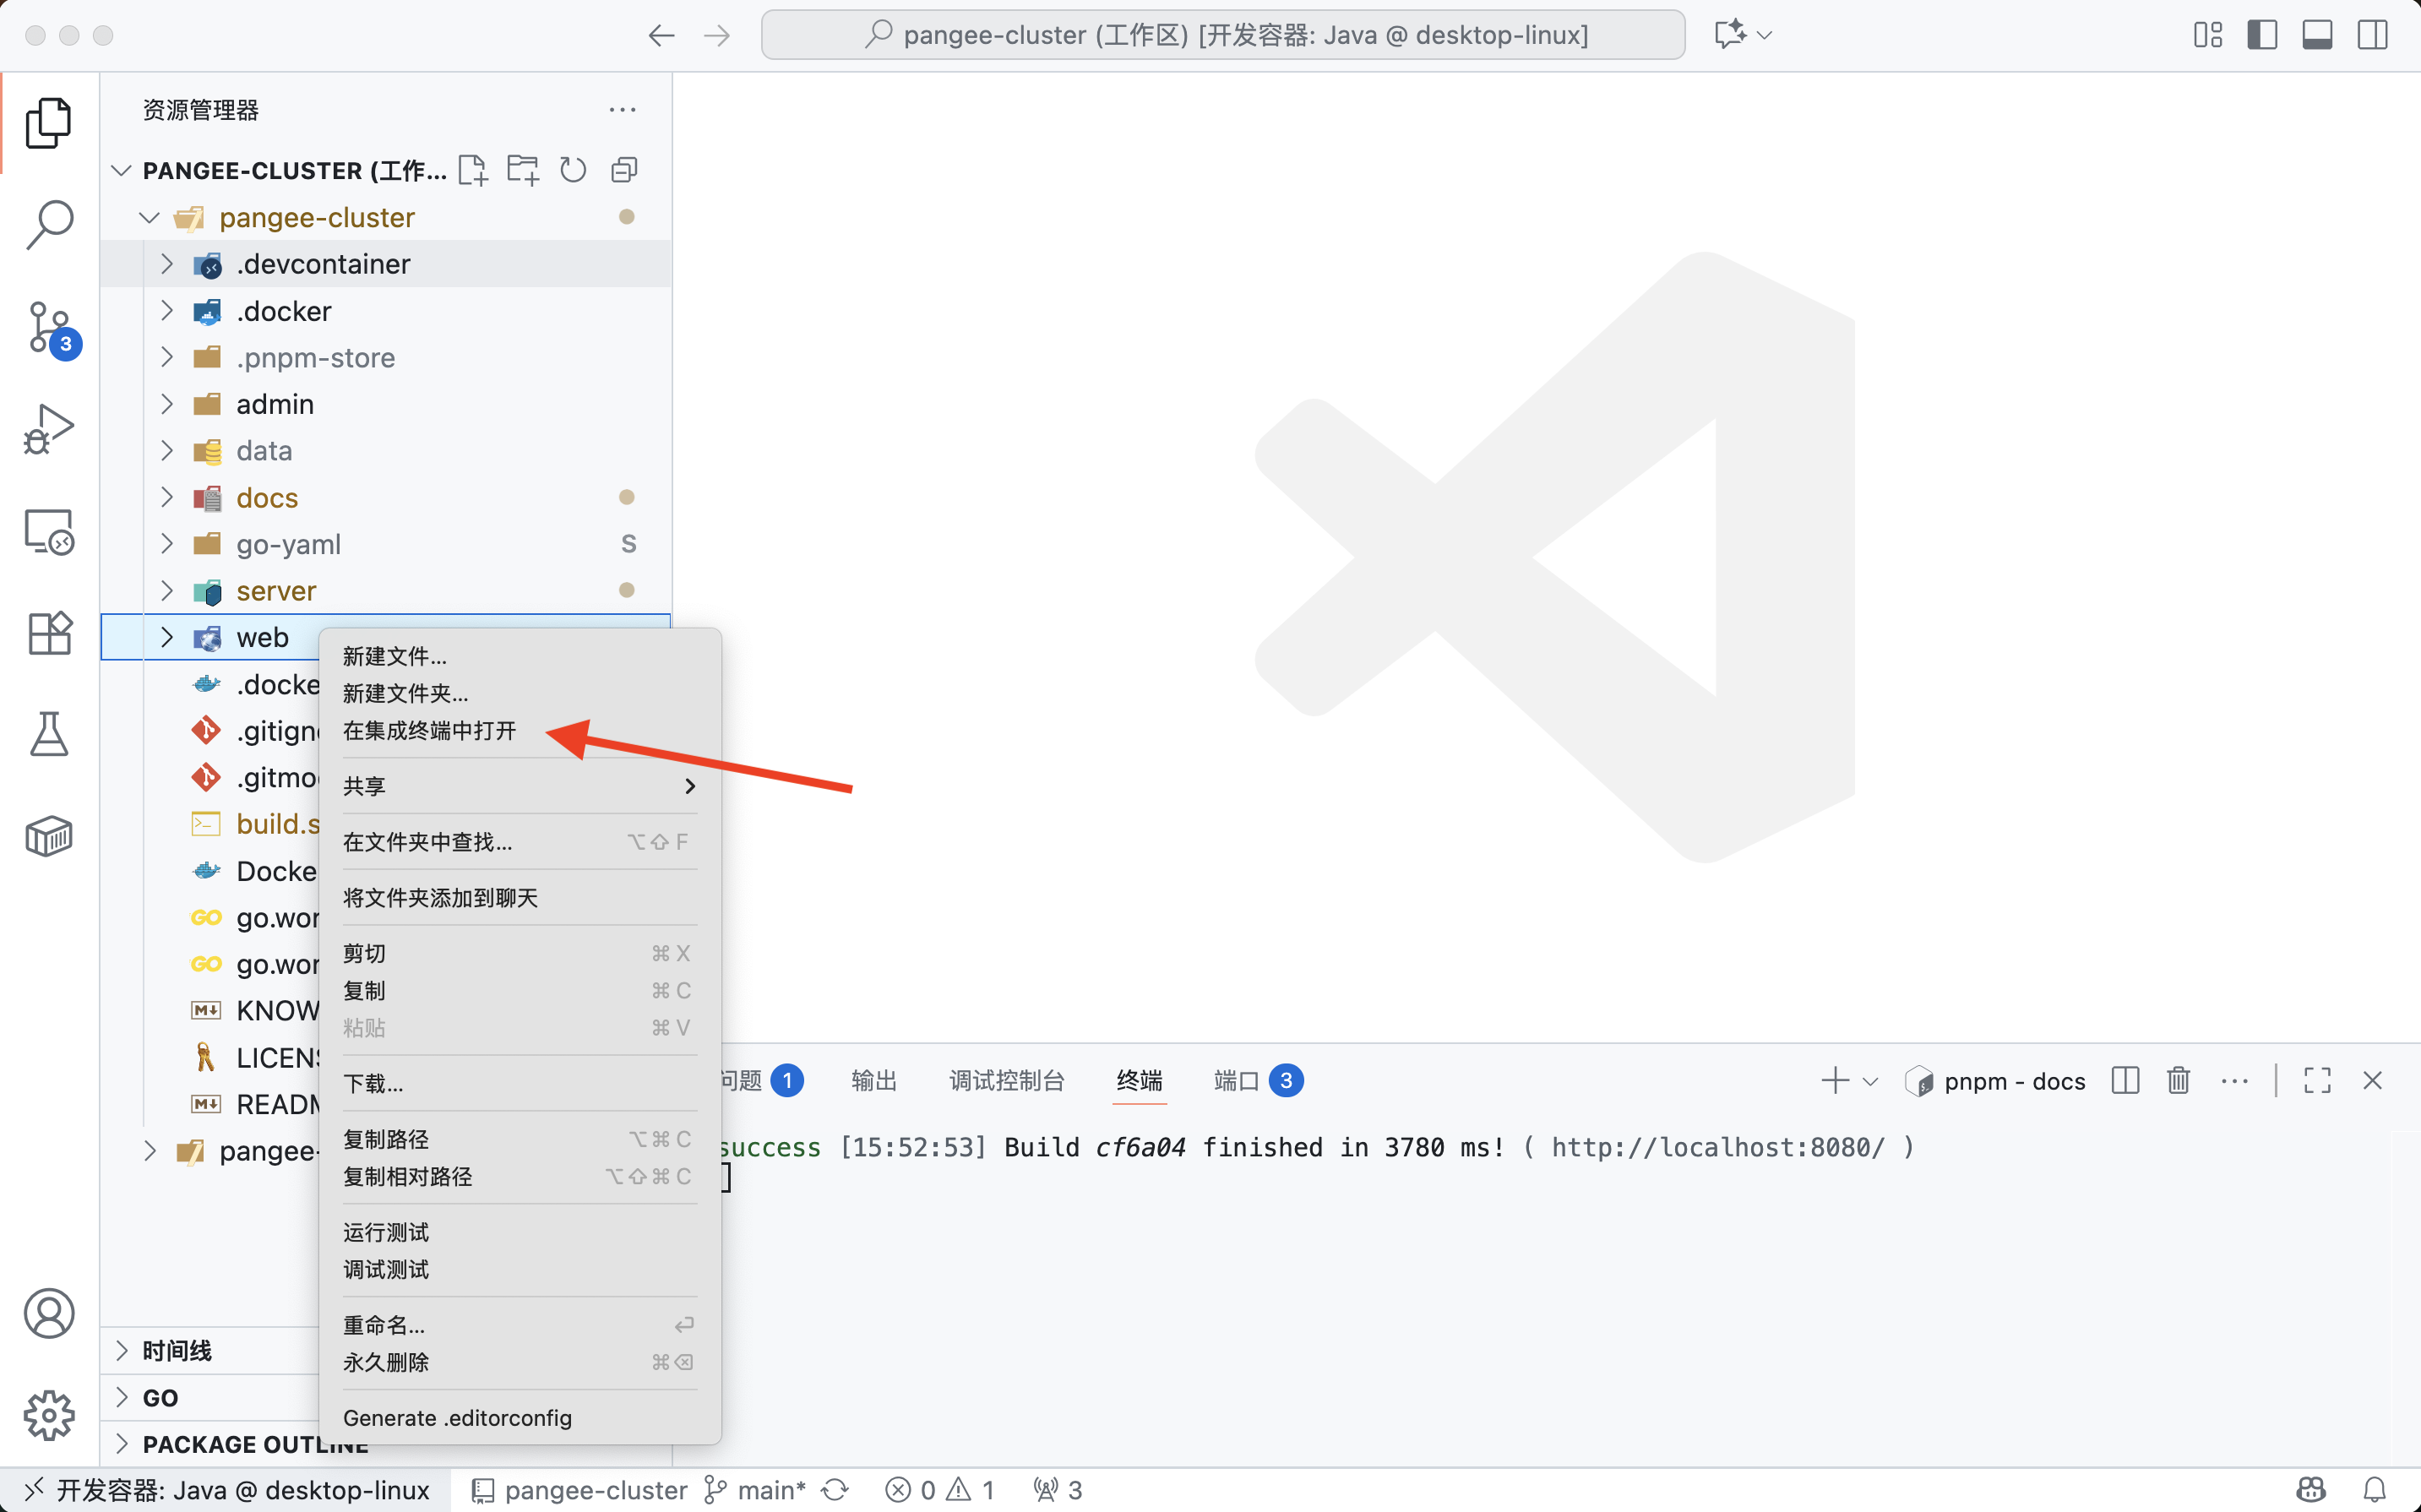 pangee-cluster (工作区) [开发容器: Java @ desktop-linux]
资源管理器
PANGEE-CLUSTER (工作...
pangee-cluster
.devcontainer
.docker
.pnpm-store
admin
data
docs
go-yaml S
server
web
.docke
.gitign
.gitmo
build.s
Docke
go.wor
go.wor
KNOW
LICENS
READM
pangee-
新建文件...
新建文件夹...
在集成终端中打开
共享
在文件夹中查找... ⌥⇧F
将文件夹添加到聊天
剪切 ⌘X
复制 ⌘C
粘贴 ⌘V
下载...
复制路径 ⌥⌘C
复制相对路径 ⌥⇧⌘C
运行测试
调试测试
重命名... ⏎
永久删除 ⌘⌫
Generate .editorconfig
时间线
GO
PACKAGE OUTLINE
问题 1 输出 调试控制台 终端 端口 3
pnpm - docs
success [15:52:53] Build cf6a04 finished in 3780 ms! ( http://localhost:8080/ )
3
开发容器: Java @ desktop-linux pangee-cluster main* 0 1 3